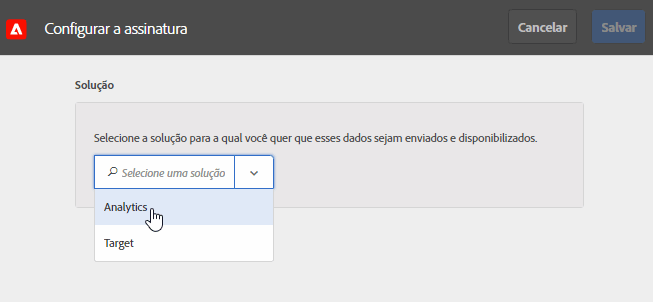 Configurar a assinatura
Cancelar
Salvar
Solução
Selecione a solução para a qual você quer que esses dados sejam enviados e disponibilizados.
Selecione uma solução
Analytics
Target